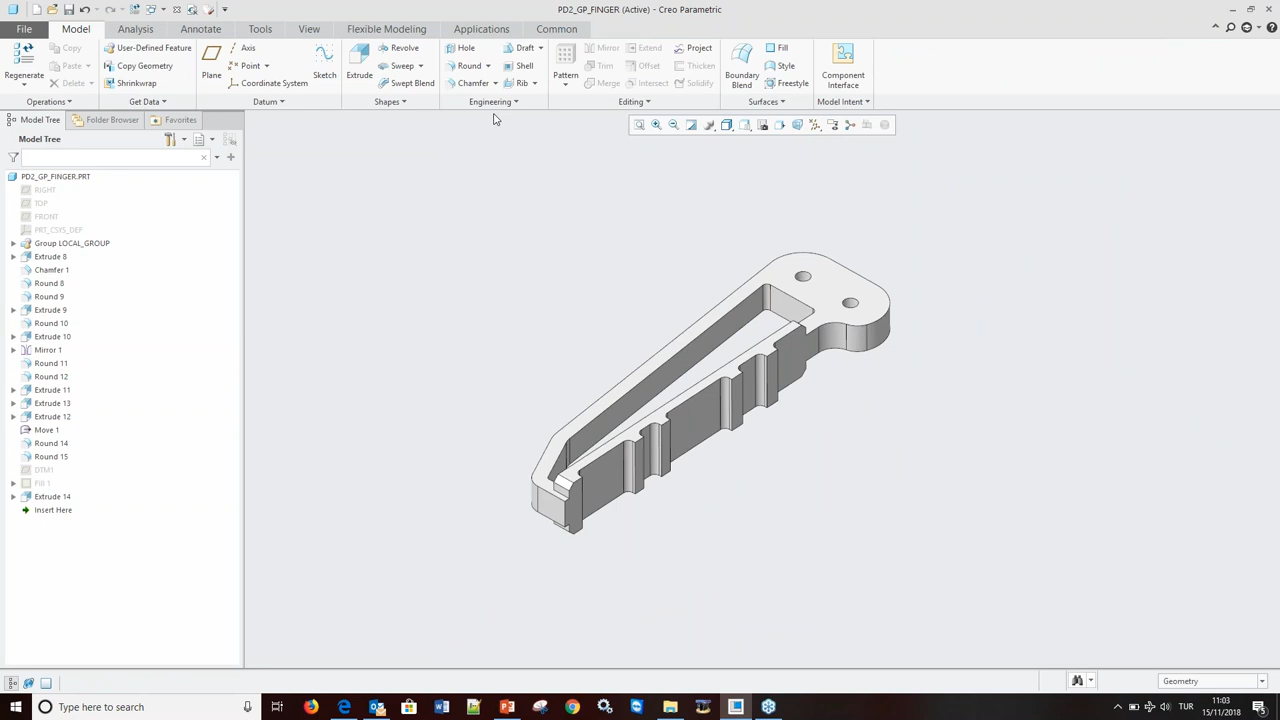 PD2_GP_FINGER (Active) - Creo Parametric
File Model Analysis Annotate Tools View Flexible Modeling Applications Common
Copy User-Defined Feature Axis Revolve Hole Draft Mirror Extend Project Fill
Paste Copy Geometry Point Sweep Round Shell Trim Offset Thicken Style
Regenerate Delete Shrinkwrap Plane Coordinate System Sketch Extrude Swept Blend Chamfer Rib Pattern Merge Intersect Solidify Boundary Blend Freestyle Component Interface
Operations Get Data Datum Shapes Engineering Editing Surfaces Model Intent
Model Tree Folder Browser Favorites
Model Tree
PD2_GP_FINGER.PRT
RIGHT
TOP
FRONT
PRT_CSYS_DEF
Group LOCAL_GROUP
Extrude 8
Chamfer 1
Round 8
Round 9
Extrude 9
Round 10
Extrude 10
Mirror 1
Round 11
Round 12
Extrude 11
Extrude 13
Extrude 12
Move 1
Round 14
Round 15
DTM1
Fill 1
Extrude 14
Insert Here
Geometry
Type here to search
TUR
11:03
15/11/2018